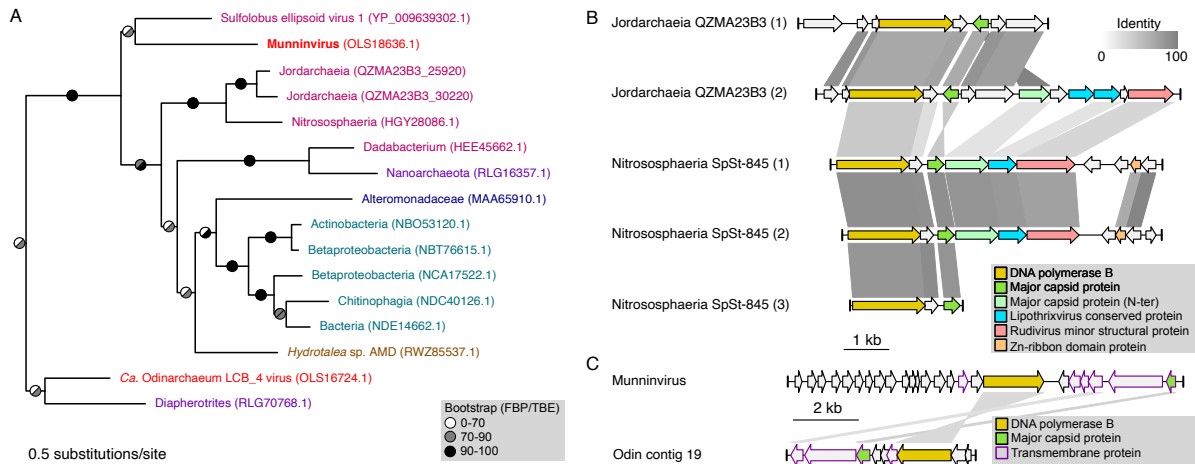 A
Sulfolobus ellipsoid virus 1 (YP_009639302.1)
Munninvirus (OLS18636.1)
Jordarchaeia (QZMA23B3_25920)
Jordarchaeia (QZMA23B3_30220)
Nitrososphaeria (HGY28086.1)
Dadabacterium (HEE45662.1)
Nanoarchaeota (RLG16357.1)
Alteromonadaceae (MAA65910.1)
Actinobacteria (NBO53120.1)
Betaproteobacteria (NBT76615.1)
Betaproteobacteria (NCA17522.1)
Chitinophagia (NDC40126.1)
Bacteria (NDE14662.1)
Hydrotalea sp. AMD (RWZ85537.1)
Ca. Odinarchaeum LCB_4 virus (OLS16724.1)
Diapherotrites (RLG70768.1)
0.5 substitutions/site
Bootstrap (FBP/TBE)
0-70
70-90
90-100
B
Jordarchaeia QZMA23B3 (1)
Identity
0 100
Jordarchaeia QZMA23B3 (2)
Nitrososphaeria SpSt-845 (1)
Nitrososphaeria SpSt-845 (2)
Nitrososphaeria SpSt-845 (3)
1 kb
DNA polymerase B
Major capsid protein
Major capsid protein (N-ter)
Lipothrixvirus conserved protein
Rudivirus minor structural protein
Zn-ribbon domain protein
C
Munninvirus
2 kb
Odin contig 19
DNA polymerase B
Major capsid protein
Transmembrane protein